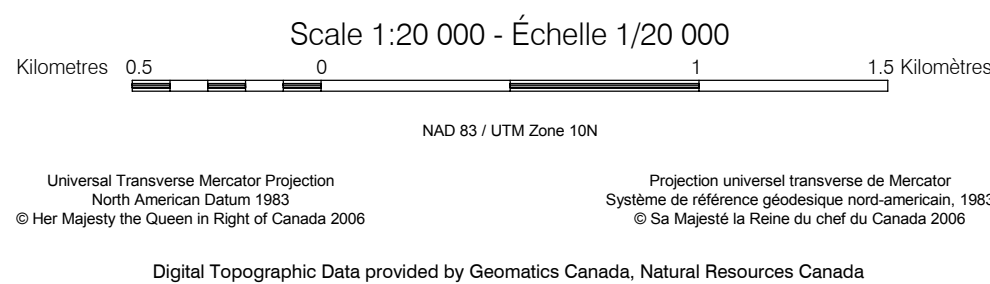 Scale 1:20 000 - Échelle 1/20 000
Kilometres 0.5 0 1 1.5 Kilomètres
NAD 83 / UTM Zone 10N
Universal Transverse Mercator Projection
North American Datum 1983
© Her Majesty the Queen in Right of Canada 2006
Projection universel transverse de Mercator
Système de référence géodesique nord-americain, 1983
© Sa Majesté la Reine du chef du Canada 2006
Digital Topographic Data provided by Geomatics Canada, Natural Resources Canada